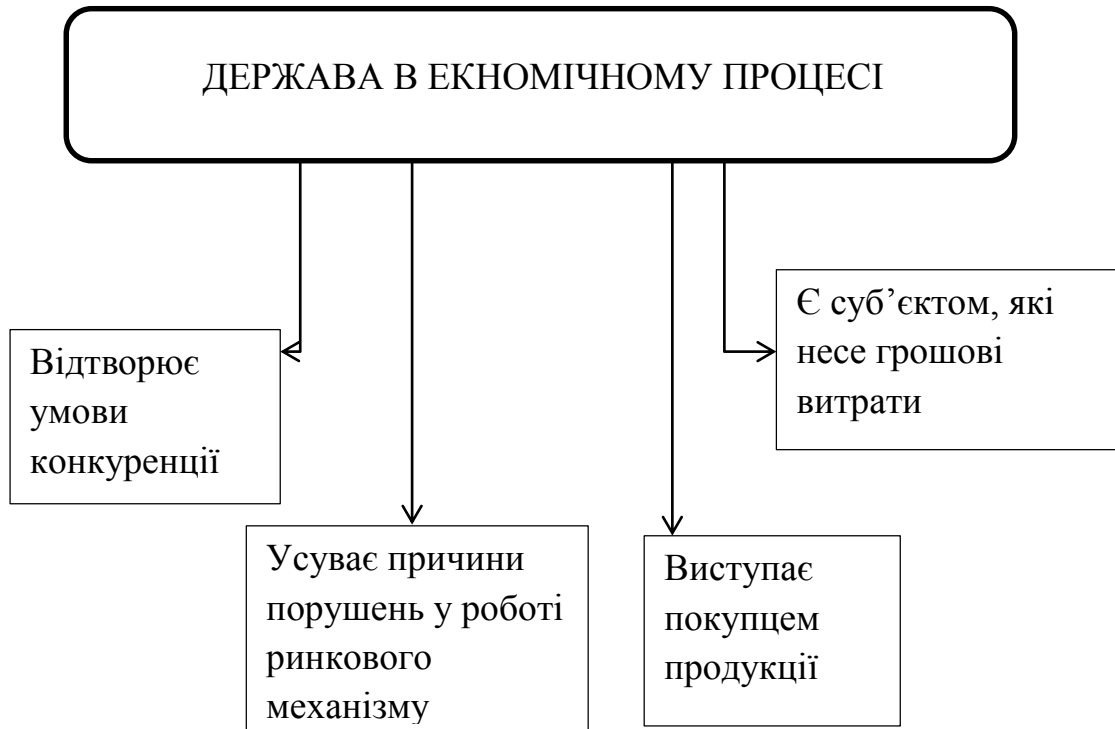 ДЕРЖАВА В ЕКНОМІЧНОМУ ПРОЦЕСІ
Відтворює
умови
конкуренції
Усуває причини
порушень у роботі
ринкового
механізму
Виступає
покупцем
продукції
Є суб’єктом, які
несе грошові
витрати